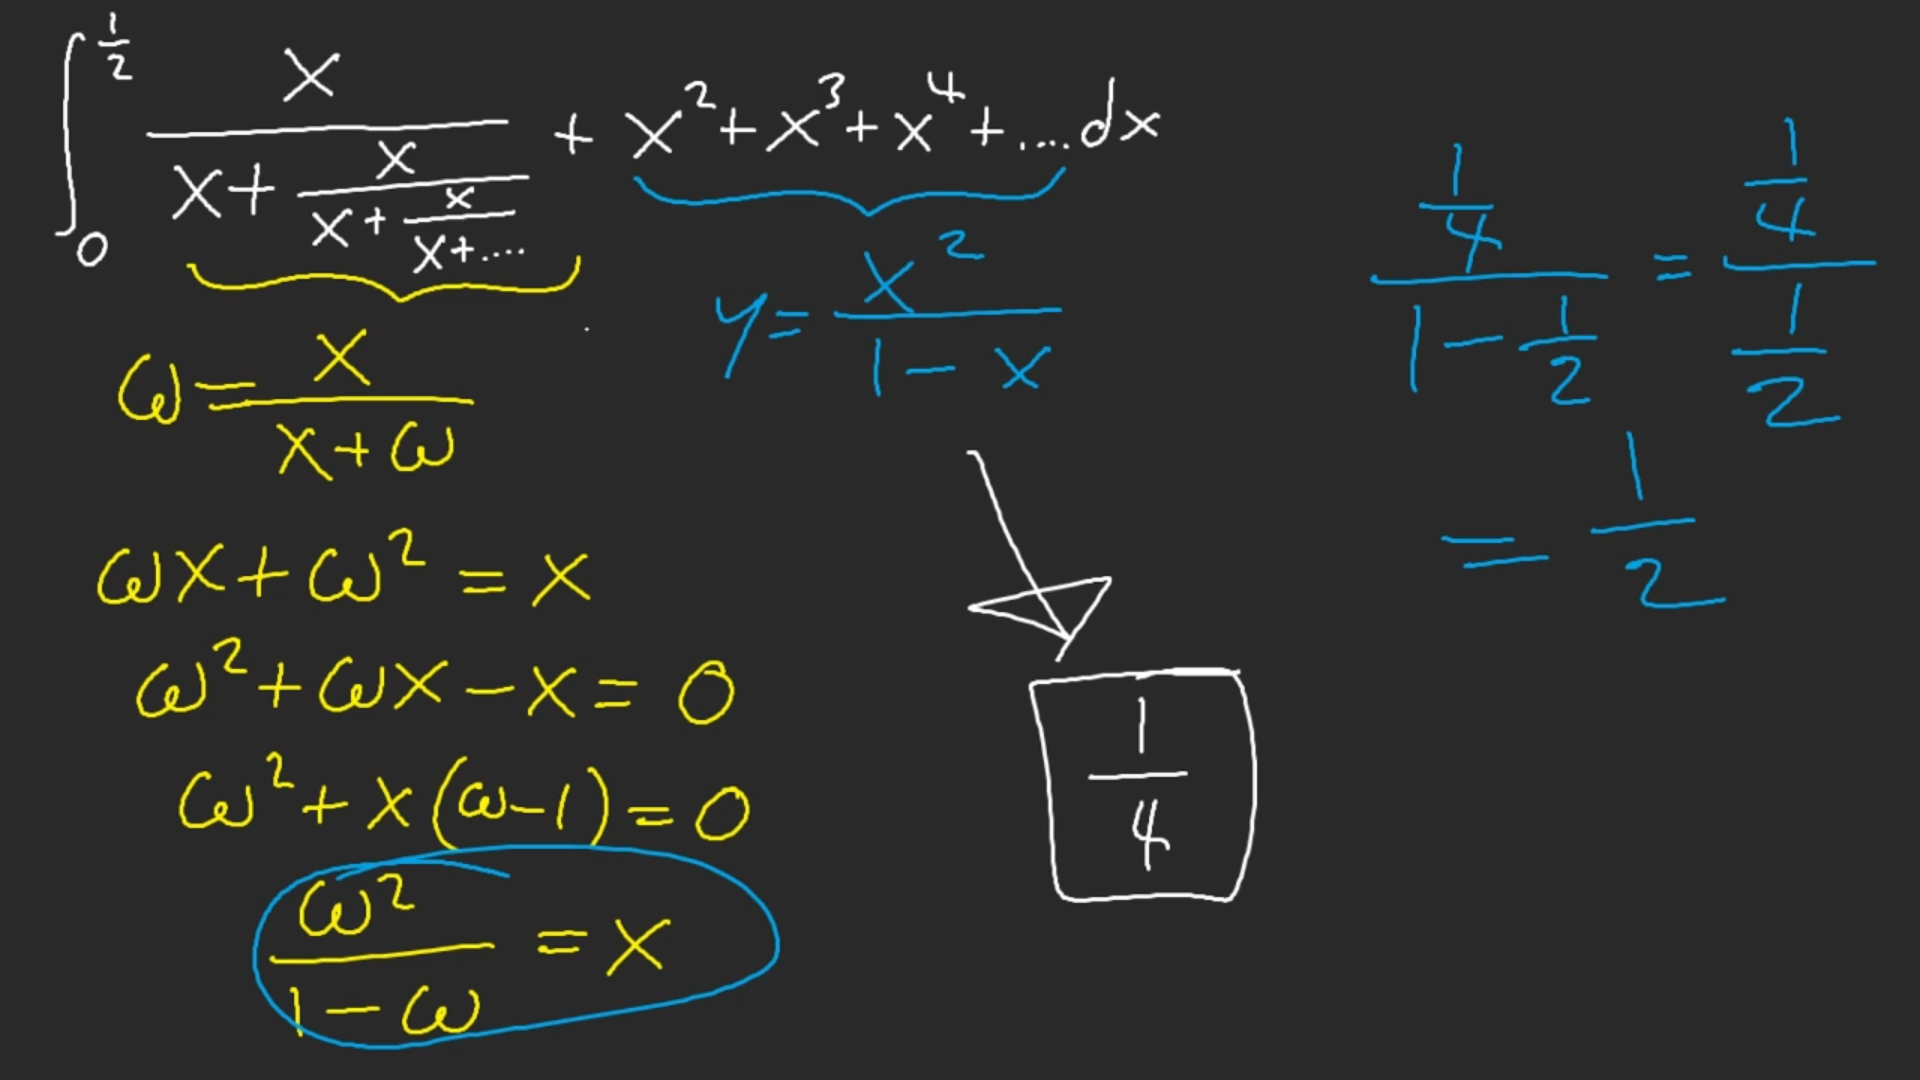 ∫₀^(1/2) x/(x+x/(x+x/(x+....))) + x² + x³ + x⁴ + .... dx
ω = x/(x+ω)
ωx + ω² = x
ω² + ωx - x = 0
ω² + x(ω-1) = 0
ω²/(1-ω) = x
y = x²/(1-x)
1/4
(1/4)/(1-1/2) = (1/4)/(1/2)
= 1/2